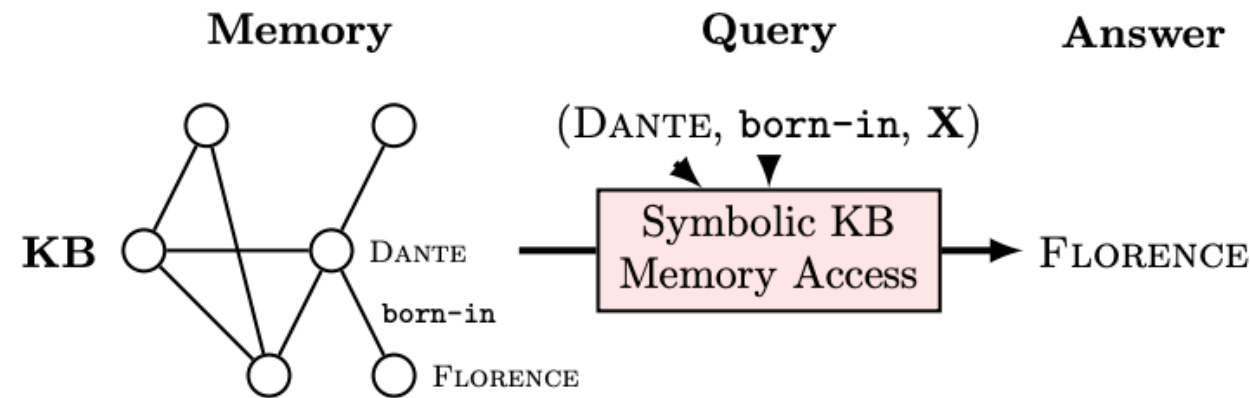 Memory
Query
Answer
(DANTE, born-in, X)
KB
DANTE
born-in
FLORENCE
Symbolic KB
Memory Access
FLORENCE